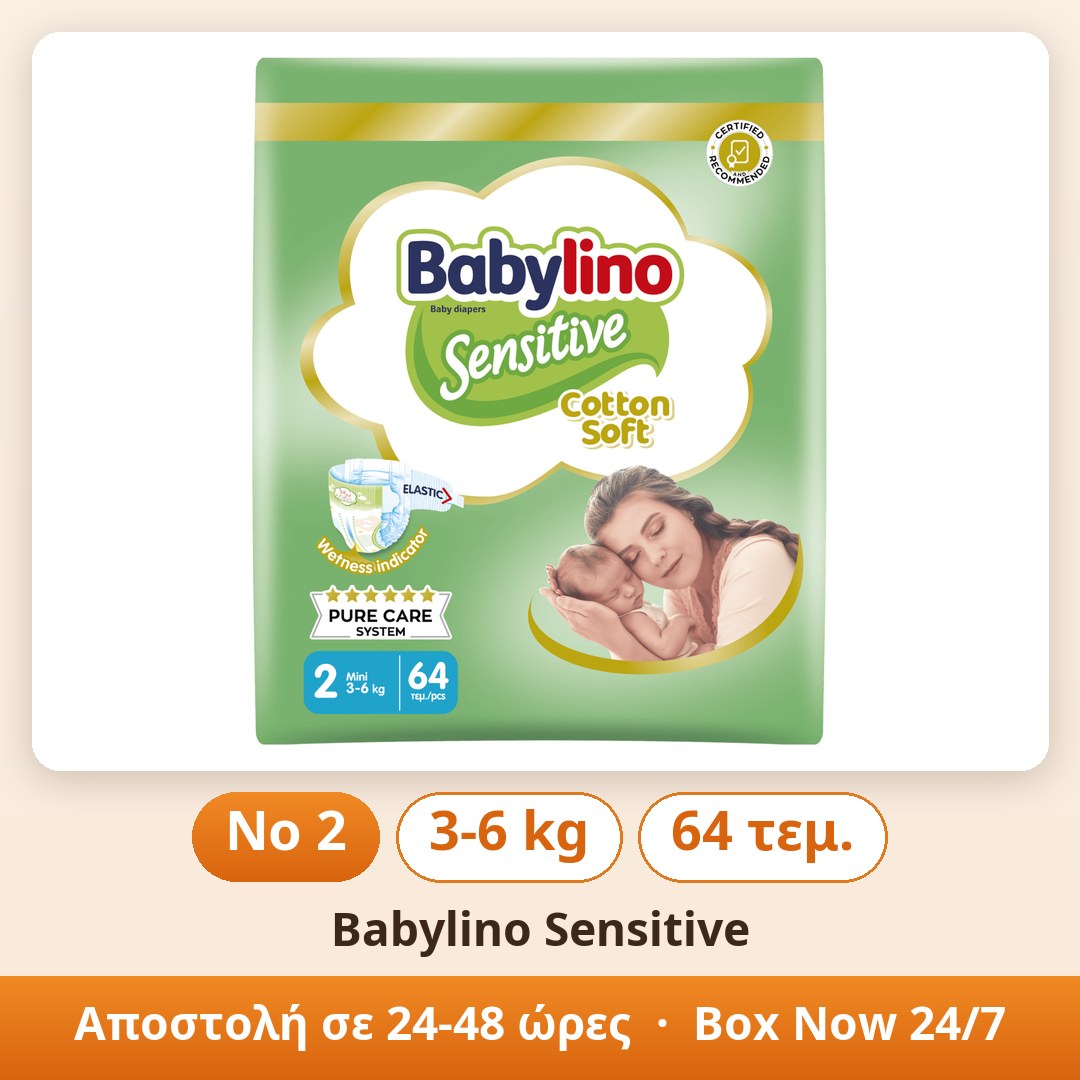 CERTIFIED
AND
RECOMMENDED
Babylino
Baby diapers
Sensitive
Cotton
Soft
ELASTIC
Wetness indicator
PURE CARE
SYSTEM
2 Mini 64
3-6 kg τεμ./pcs
No 2 3-6 kg 64 τεμ.
Babylino Sensitive
Αποστολή σε 24-48 ώρες · Box Now 24/7